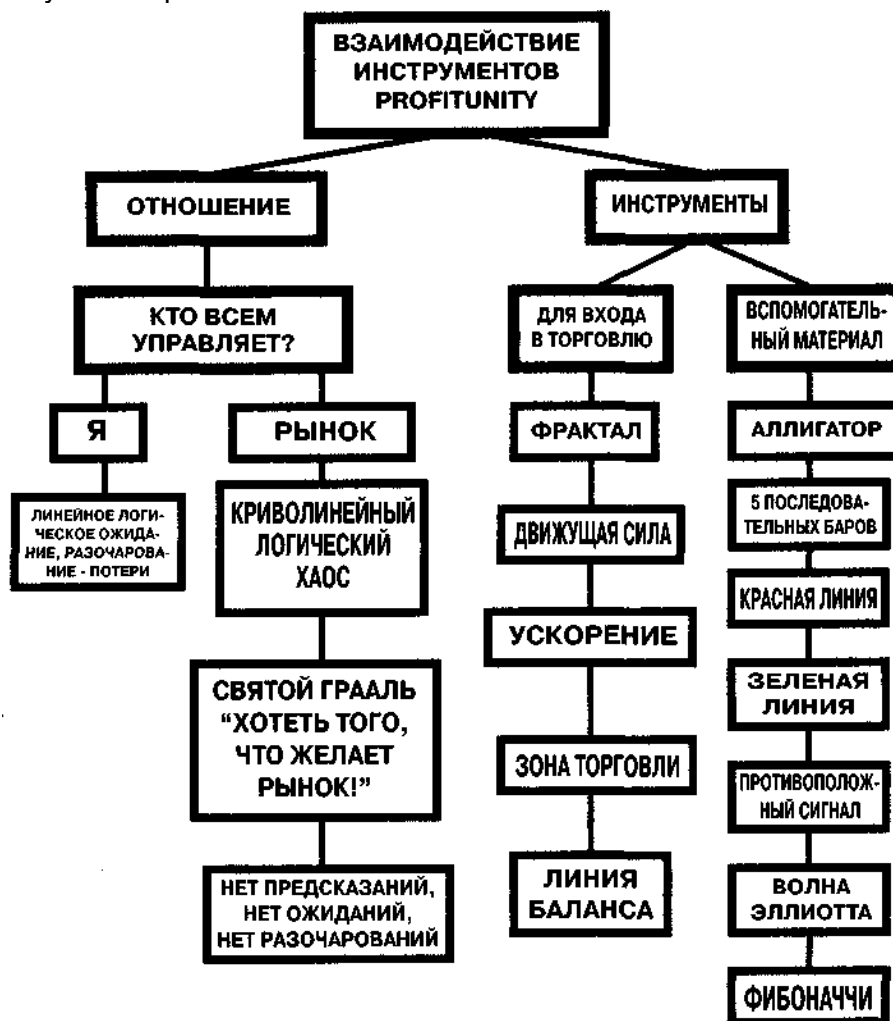 ВЗАИМОДЕЙСТВИЕ
ИНСТРУМЕНТОВ
PROFITUNITY
ОТНОШЕНИЕ
ИНСТРУМЕНТЫ
КТО ВСЕМ
УПРАВЛЯЕТ?
ДЛЯ ВХОДА
В ТОРГОВЛЮ
ВСПОМОГАТЕЛЬ-
НЫЙ МАТЕРИАЛ
Я
РЫНОК
ФРАКТАЛ
АЛЛИГАТОР
ЛИНЕЙНОЕ ЛОГИ-
ЧЕСКОЕ ОЖИДА-
НИЕ, РАЗОЧАРОВА-
НИЕ - ПОТЕРИ
КРИВОЛИНЕЙНЫЙ
ЛОГИЧЕСКИЙ
ХАОС
ДВИЖУЩАЯ СИЛА
5 ПОСЛЕДОВА-
ТЕЛЬНЫХ БАРОВ
УСКОРЕНИЕ
КРАСНАЯ ЛИНИЯ
СВЯТОЙ ГРААЛЬ
“ХОТЕТЬ ТОГО,
ЧТО ЖЕЛАЕТ
РЫНОК!”
ЗЕЛЕНАЯ
ЛИНИЯ
ЗОНА ТОРГОВЛИ
ПРОТИВОПОЛОЖ-
НЫЙ СИГНАЛ
НЕТ ПРЕДСКАЗАНИЙ,
НЕТ ОЖИДАНИЙ,
НЕТ РАЗОЧАРОВАНИЙ
ЛИНИЯ
БАЛАНСА
ВОЛНА
ЭЛЛИОТТА
ФИБОНАЧЧИ